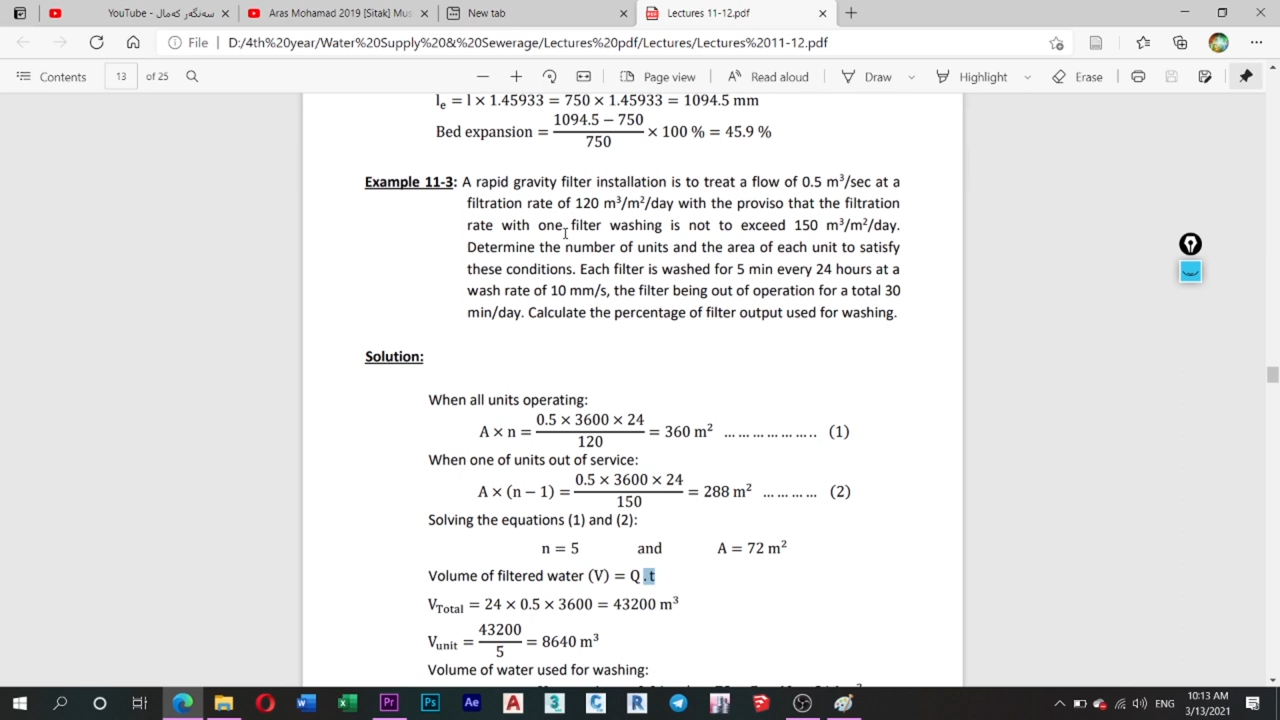 YouTube - سەنگەر کەمال
Aras Mohamad 2019 [Sitak] Mus
New tab
Lectures 11-12.pdf
File
D:/4th%20year/Water%20Supply%20&%20Sewerage/Lectures%20pdf/Lectures/Lectures%2011-12.pdf
Contents 13 of 25 Page view Read aloud Draw Highlight Erase
lₑ = l × 1.45933 = 750 × 1.45933 = 1094.5 mm
Bed expansion = (1094.5 − 750) / 750 × 100 % = 45.9 %
Example 11-3: A rapid gravity filter installation is to treat a flow of 0.5 m³/sec at a
filtration rate of 120 m³/m²/day with the proviso that the filtration
rate with one filter washing is not to exceed 150 m³/m²/day.
Determine the number of units and the area of each unit to satisfy
these conditions. Each filter is washed for 5 min every 24 hours at a
wash rate of 10 mm/s, the filter being out of operation for a total 30
min/day. Calculate the percentage of filter output used for washing.
Solution:
When all units operating:
A × n = (0.5 × 3600 × 24) / 120 = 360 m² ... ... ... ... ... ... .. (1)
When one of units out of service:
A × (n − 1) = (0.5 × 3600 × 24) / 150 = 288 m² ... ... ... ... (2)
Solving the equations (1) and (2):
n = 5 and A = 72 m²
Volume of filtered water (V) = Q .t
V_Total = 24 × 0.5 × 3600 = 43200 m³
V_unit = 43200 / 5 = 8640 m³
Volume of water used for washing:
W X Pr Ps Ae A 3 C R
ENG
10:13 AM
3/13/2021